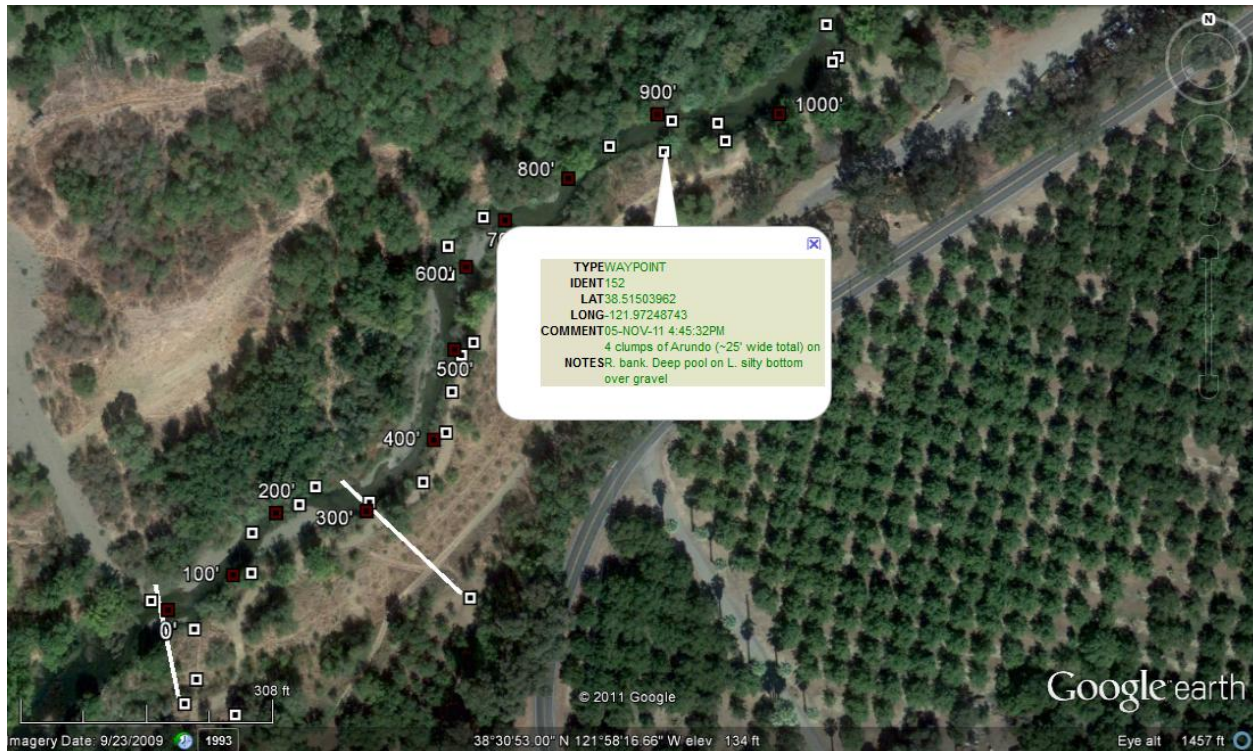 N
900'
1000'
800'
70
600'
TYPE WAYPOINT
IDENT 152
LAT 38.51503962
LONG -121.97248743
COMMENT 05-NOV-11 4:45:32PM
4 clumps of Arundo (~25' wide total) on
NOTES R. bank. Deep pool on L. silty bottom
over gravel
500'
400'
200'
300'
100'
0'
308 ft
© 2011 Google
Google earth
magery Date: 9/23/2009 1993 38°30'53.00" N 121°58'16.66" W elev 134 ft Eye alt 1457 ft